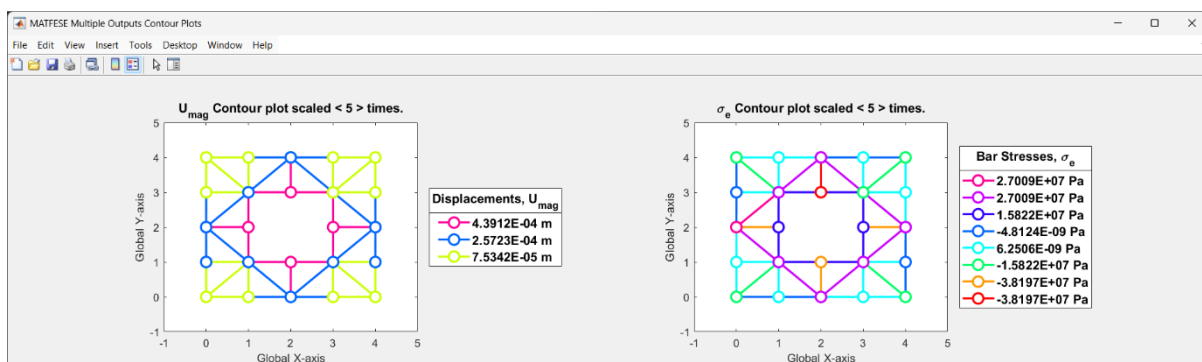 MATFESE Multiple Outputs Contour Plots
File Edit View Insert Tools Desktop Window Help
U_mag Contour plot scaled < 5 > times.
5
4
3
2
1
0
-1
Global Y-axis
-1 0 1 2 3 4 5
Global X-axis
Displacements, U_mag
4.3912E-04 m
2.5723E-04 m
7.5342E-05 m
σ_e Contour plot scaled < 5 > times.
5
4
3
2
1
0
-1
Global Y-axis
-1 0 1 2 3 4 5
Global X-axis
Bar Stresses, σ_e
2.7009E+07 Pa
2.7009E+07 Pa
1.5822E+07 Pa
-4.8124E-09 Pa
6.2506E-09 Pa
-1.5822E+07 Pa
-3.8197E+07 Pa
-3.8197E+07 Pa